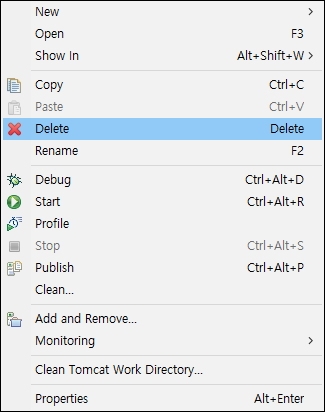 New
Open F3
Show In Alt+Shift+W
Copy Ctrl+C
Paste Ctrl+V
Delete Delete
Rename F2
Debug Ctrl+Alt+D
Start Ctrl+Alt+R
Profile
Stop Ctrl+Alt+S
Publish Ctrl+Alt+P
Clean...
Add and Remove...
Monitoring
Clean Tomcat Work Directory...
Properties Alt+Enter